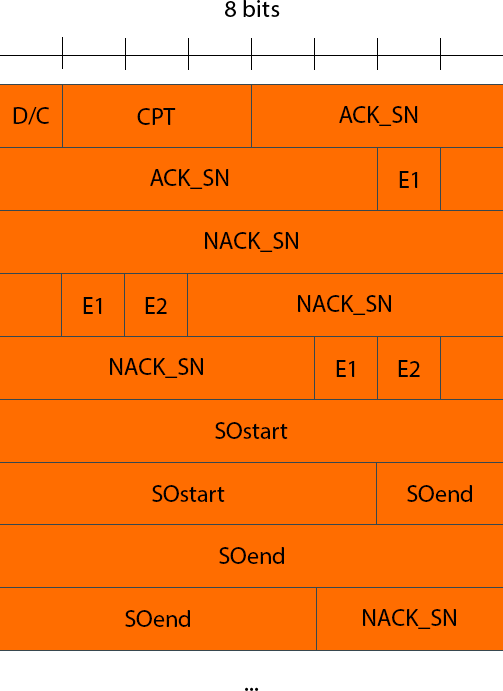 8 bits
D/C CPT ACK_SN
ACK_SN E1
NACK_SN
E1 E2 NACK_SN
NACK_SN E1 E2
SOstart
SOstart SOend
SOend
SOend NACK_SN
...